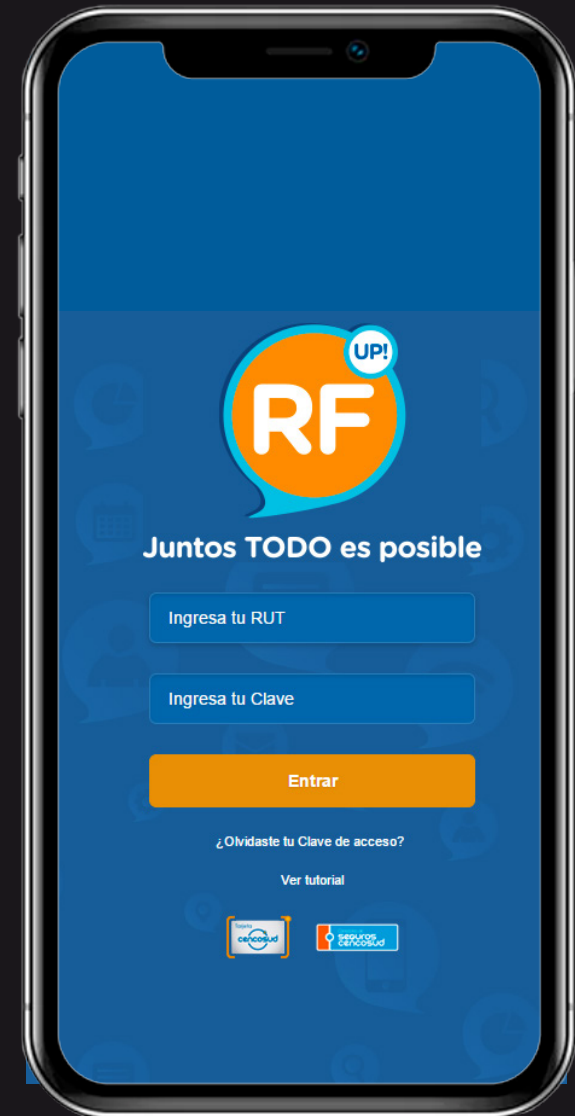 UP!
RF
Juntos TODO es posible
Ingresa tu RUT
Ingresa tu Clave
Entrar
¿Olvidaste tu Clave de acceso?
Ver tutorial
Tarjeta
cencosud
seguros
cencosud